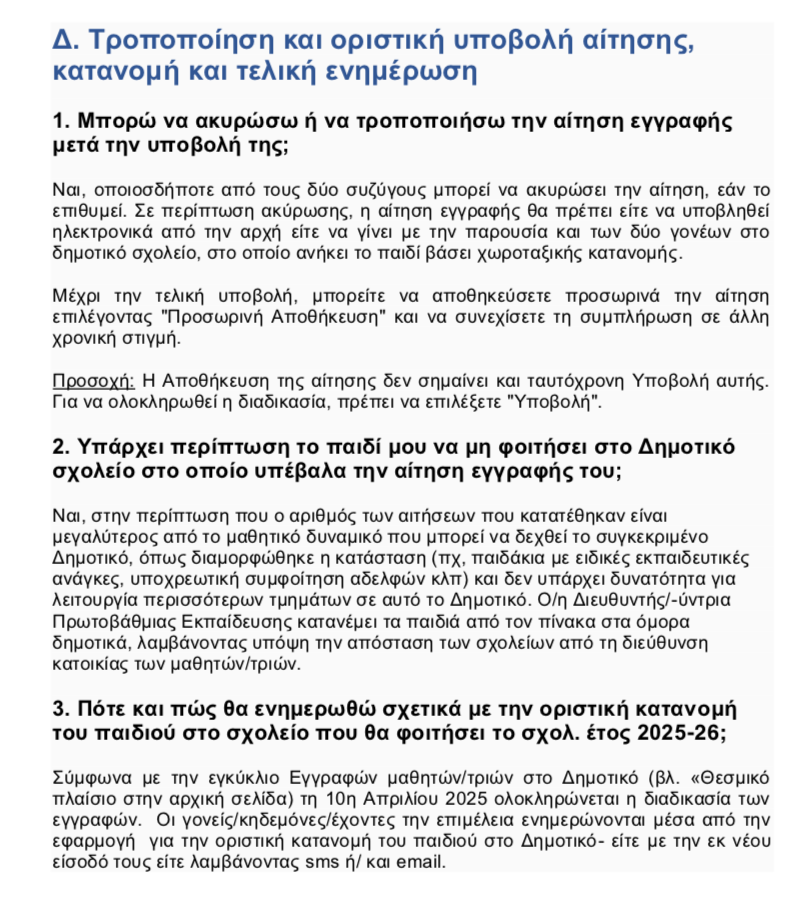 Δ. Τροποποίηση και οριστική υποβολή αίτησης,
κατανομή και τελική ενημέρωση
1. Μπορώ να ακυρώσω ή να τροποποιήσω την αίτηση εγγραφής
μετά την υποβολή της;
Ναι, οποιοσδήποτε από τους δύο συζύγους μπορεί να ακυρώσει την αίτηση, εάν το
επιθυμεί. Σε περίπτωση ακύρωσης, η αίτηση εγγραφής θα πρέπει είτε να υποβληθεί
ηλεκτρονικά από την αρχή είτε να γίνει με την παρουσία και των δύο γονέων στο
δημοτικό σχολείο, στο οποίο ανήκει το παιδί βάσει χωροταξικής κατανομής.
Μέχρι την τελική υποβολή, μπορείτε να αποθηκεύσετε προσωρινά την αίτηση
επιλέγοντας "Προσωρινή Αποθήκευση" και να συνεχίσετε τη συμπλήρωση σε άλλη
χρονική στιγμή.
Προσοχή: Η Αποθήκευση της αίτησης δεν σημαίνει και ταυτόχρονη Υποβολή αυτής.
Για να ολοκληρωθεί η διαδικασία, πρέπει να επιλέξετε "Υποβολή".
2. Υπάρχει περίπτωση το παιδί μου να μη φοιτήσει στο Δημοτικό
σχολείο στο οποίο υπέβαλα την αίτηση εγγραφής του;
Ναι, στην περίπτωση που ο αριθμός των αιτήσεων που κατατέθηκαν είναι
μεγαλύτερος από το μαθητικό δυναμικό που μπορεί να δεχθεί το συγκεκριμένο
Δημοτικό, όπως διαμορφώθηκε η κατάσταση (πχ, παιδάκια με ειδικές εκπαιδευτικές
ανάγκες, υποχρεωτική συμφοίτηση αδελφών κλπ) και δεν υπάρχει δυνατότητα για
λειτουργία περισσότερων τμημάτων σε αυτό το Δημοτικό. Ο/η Διευθυντής/-ύντρια
Πρωτοβάθμιας Εκπαίδευσης κατανέμει τα παιδιά από τον πίνακα στα όμορα
δημοτικά, λαμβάνοντας υπόψη την απόσταση των σχολείων από τη διεύθυνση
κατοικίας των μαθητών/τριών.
3. Πότε και πώς θα ενημερωθώ σχετικά με την οριστική κατανομή
του παιδιού στο σχολείο που θα φοιτήσει το σχολ. έτος 2025-26;
Σύμφωνα με την εγκύκλιο Εγγραφών μαθητών/τριών στο Δημοτικό (βλ. «Θεσμικό
πλαίσιο στην αρχική σελίδα) τη 10η Απριλίου 2025 ολοκληρώνεται η διαδικασία των
εγγραφών. Οι γονείς/κηδεμόνες/έχοντες την επιμέλεια ενημερώνονται μέσα από την
εφαρμογή για την οριστική κατανομή του παιδιού στο Δημοτικό- είτε με την εκ νέου
είσοδό τους είτε λαμβάνοντας sms ή/ και email.